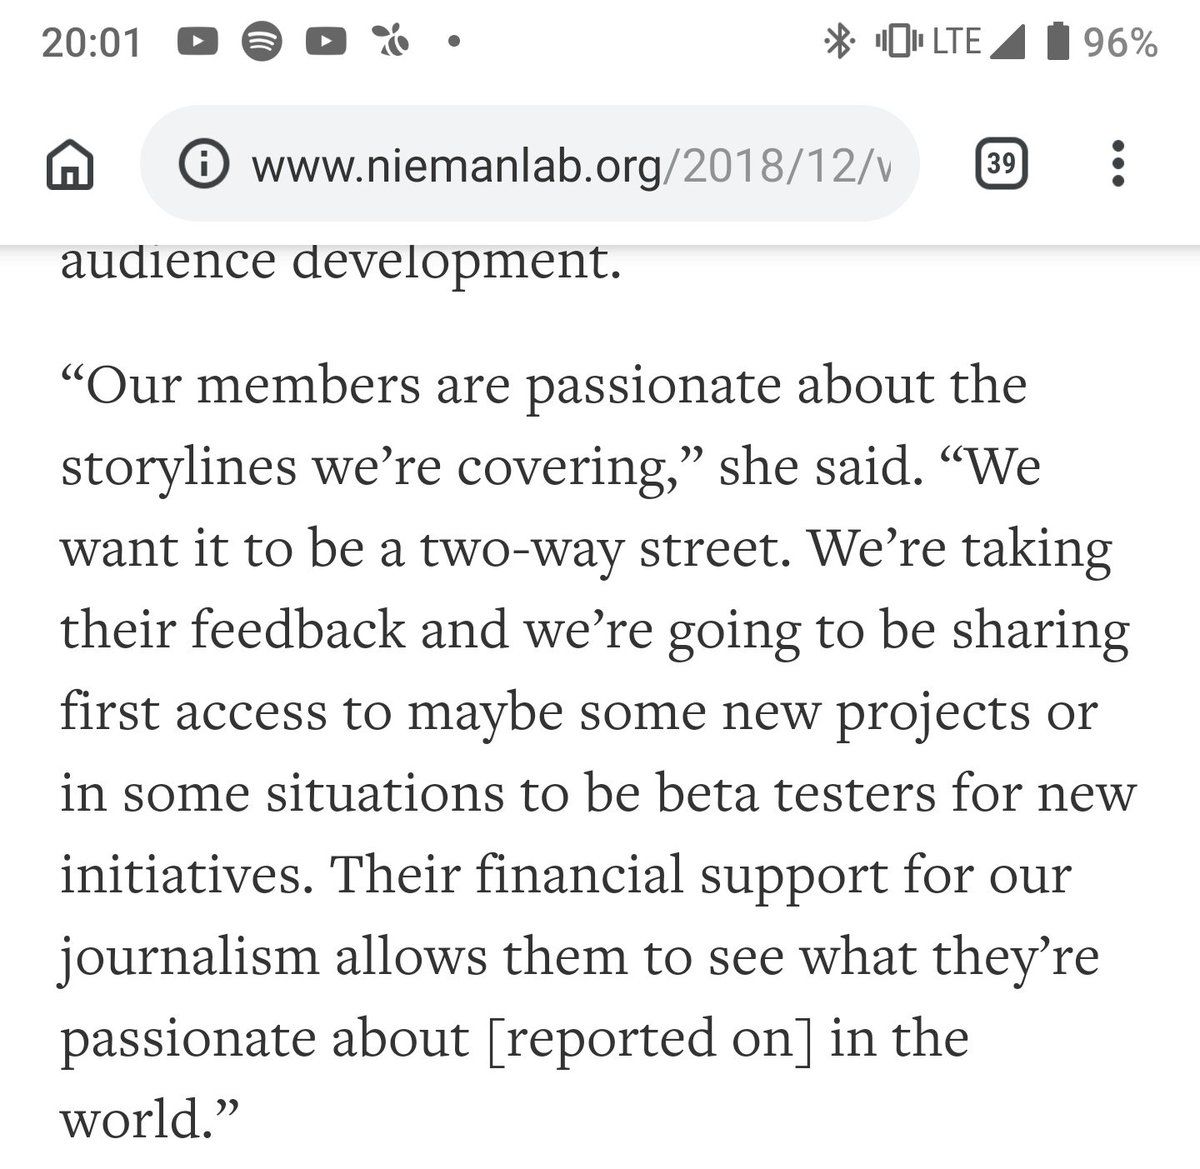 20:01 LTE 96%
www.niemanlab.org/2018/12/
39
audience development.
“Our members are passionate about the
storylines we’re covering,” she said. “We
want it to be a two-way street. We’re taking
their feedback and we’re going to be sharing
first access to maybe some new projects or
in some situations to be beta testers for new
initiatives. Their financial support for our
journalism allows them to see what they’re
passionate about [reported on] in the
world.”